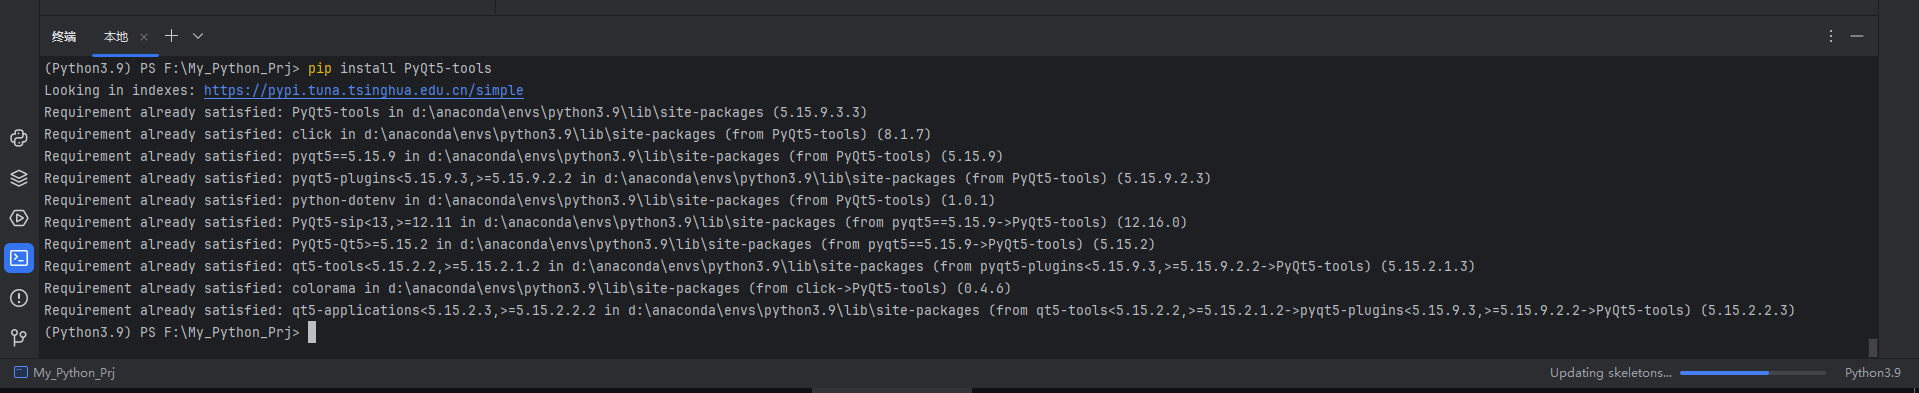 终端 本地
(Python3.9) PS F:\My_Python_Prj> pip install PyQt5-tools
Looking in indexes: https://pypi.tuna.tsinghua.edu.cn/simple
Requirement already satisfied: PyQt5-tools in d:\anaconda\envs\python3.9\lib\site-packages (5.15.9.3.3)
Requirement already satisfied: click in d:\anaconda\envs\python3.9\lib\site-packages (from PyQt5-tools) (8.1.7)
Requirement already satisfied: pyqt5==5.15.9 in d:\anaconda\envs\python3.9\lib\site-packages (from PyQt5-tools) (5.15.9)
Requirement already satisfied: pyqt5-plugins<5.15.9.3,>=5.15.9.2.2 in d:\anaconda\envs\python3.9\lib\site-packages (from PyQt5-tools) (5.15.9.2.3)
Requirement already satisfied: python-dotenv in d:\anaconda\envs\python3.9\lib\site-packages (from PyQt5-tools) (1.0.1)
Requirement already satisfied: PyQt5-sip<13,>=12.11 in d:\anaconda\envs\python3.9\lib\site-packages (from pyqt5==5.15.9->PyQt5-tools) (12.16.0)
Requirement already satisfied: PyQt5-Qt5>=5.15.2 in d:\anaconda\envs\python3.9\lib\site-packages (from pyqt5==5.15.9->PyQt5-tools) (5.15.2)
Requirement already satisfied: qt5-tools<5.15.2.2,>=5.15.2.1.2 in d:\anaconda\envs\python3.9\lib\site-packages (from pyqt5-plugins<5.15.9.3,>=5.15.9.2.2->PyQt5-tools) (5.15.2.1.3)
Requirement already satisfied: colorama in d:\anaconda\envs\python3.9\lib\site-packages (from click->PyQt5-tools) (0.4.6)
Requirement already satisfied: qt5-applications<5.15.2.3,>=5.15.2.2.2 in d:\anaconda\envs\python3.9\lib\site-packages (from qt5-tools<5.15.2.2,>=5.15.2.1.2->pyqt5-plugins<5.15.9.3,>=5.15.9.2.2->PyQt5-tools) (5.15.2.2.3)
(Python3.9) PS F:\My_Python_Prj>
My_Python_Prj Updating skeletons... Python3.9